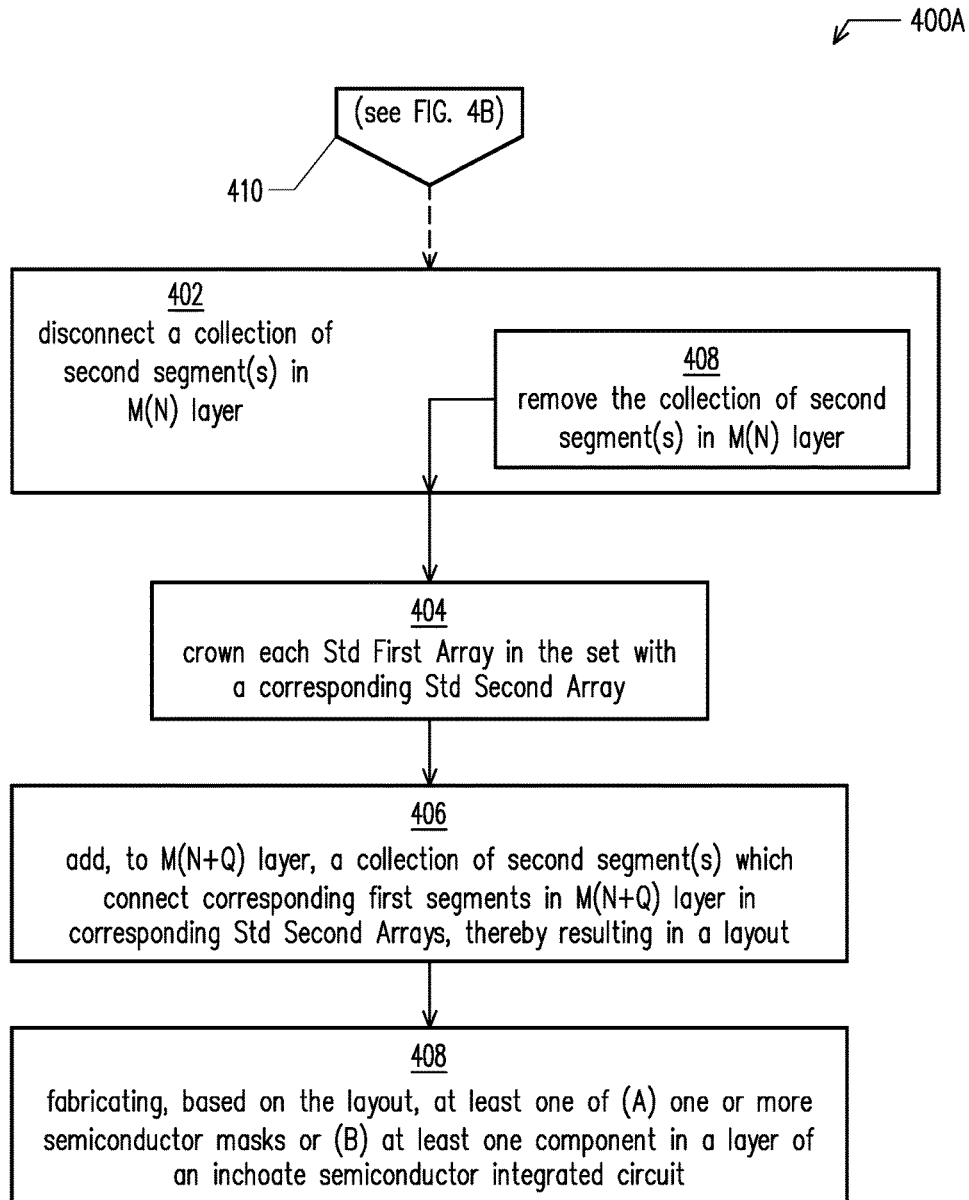 400A
(see FIG. 4B)
410
402
disconnect a collection of
second segment(s) in
M(N) layer
408
remove the collection of second
segment(s) in M(N) layer
404
crown each Std First Array in the set with
a corresponding Std Second Array
406
add, to M(N+Q) layer, a collection of second segment(s) which
connect corresponding first segments in M(N+Q) layer in
corresponding Std Second Arrays, thereby resulting in a layout
408
fabricating, based on the layout, at least one of (A) one or more
semiconductor masks or (B) at least one component in a layer of
an inchoate semiconductor integrated circuit